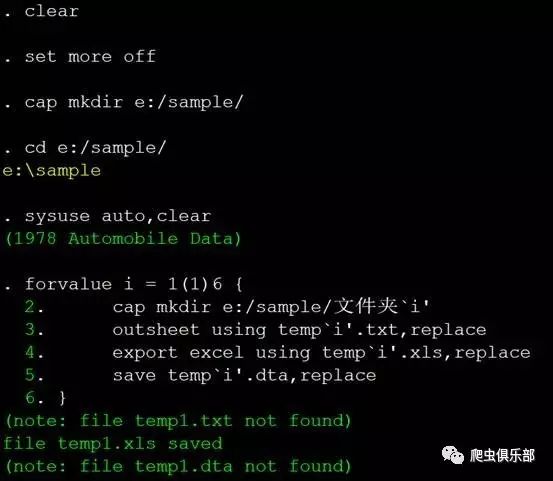 . clear
. set more off
. cap mkdir e:/sample/
. cd e:/sample/
e:\sample
. sysuse auto,clear
(1978 Automobile Data)
. forvalue i = 1(1)6 {
2. cap mkdir e:/sample/文件夹`i'
3. outsheet using temp`i'.txt,replace
4. export excel using temp`i'.xls,replace
5. save temp`i'.dta,replace
6. }
(note: file temp1.txt not found)
file temp1.xls saved
(note: file temp1.dta not found)
爬虫俱乐部